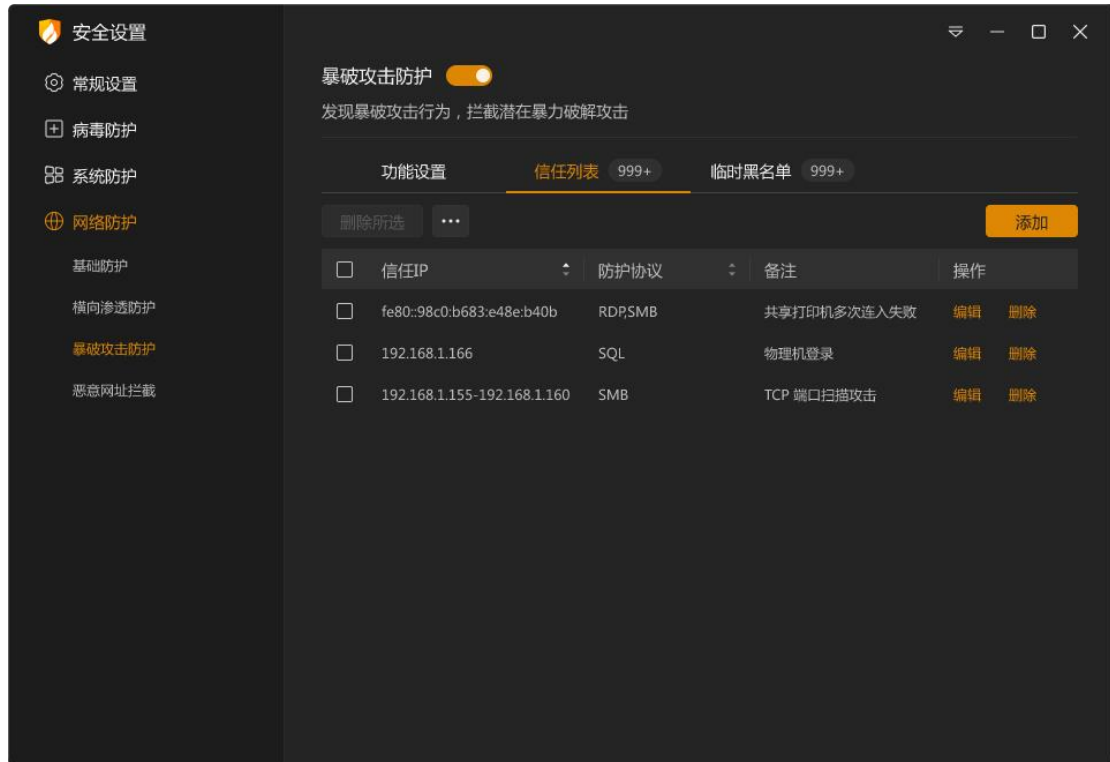 安全设置
常规设置
病毒防护
系统防护
网络防护
基础防护
横向渗透防护
暴破攻击防护
恶意网址拦截
暴破攻击防护
发现暴破攻击行为，拦截潜在暴力破解攻击
功能设置 信任列表 999+ 临时黑名单 999+
删除所选 ··· 添加
信任IP 防护协议 备注 操作
fe80::98c0:b683:e48e:b40b RDP,SMB 共享打印机多次连入失败 编辑 删除
192.168.1.166 SQL 物理机登录 编辑 删除
192.168.1.155-192.168.1.160 SMB TCP 端口扫描攻击 编辑 删除